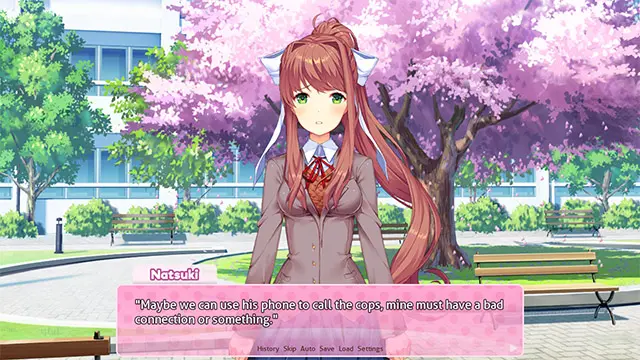 Natsuki
"Maybe we can use his phone to call the cops, mine must have a bad
connection or something."
History Skip Auto Save Load Settings